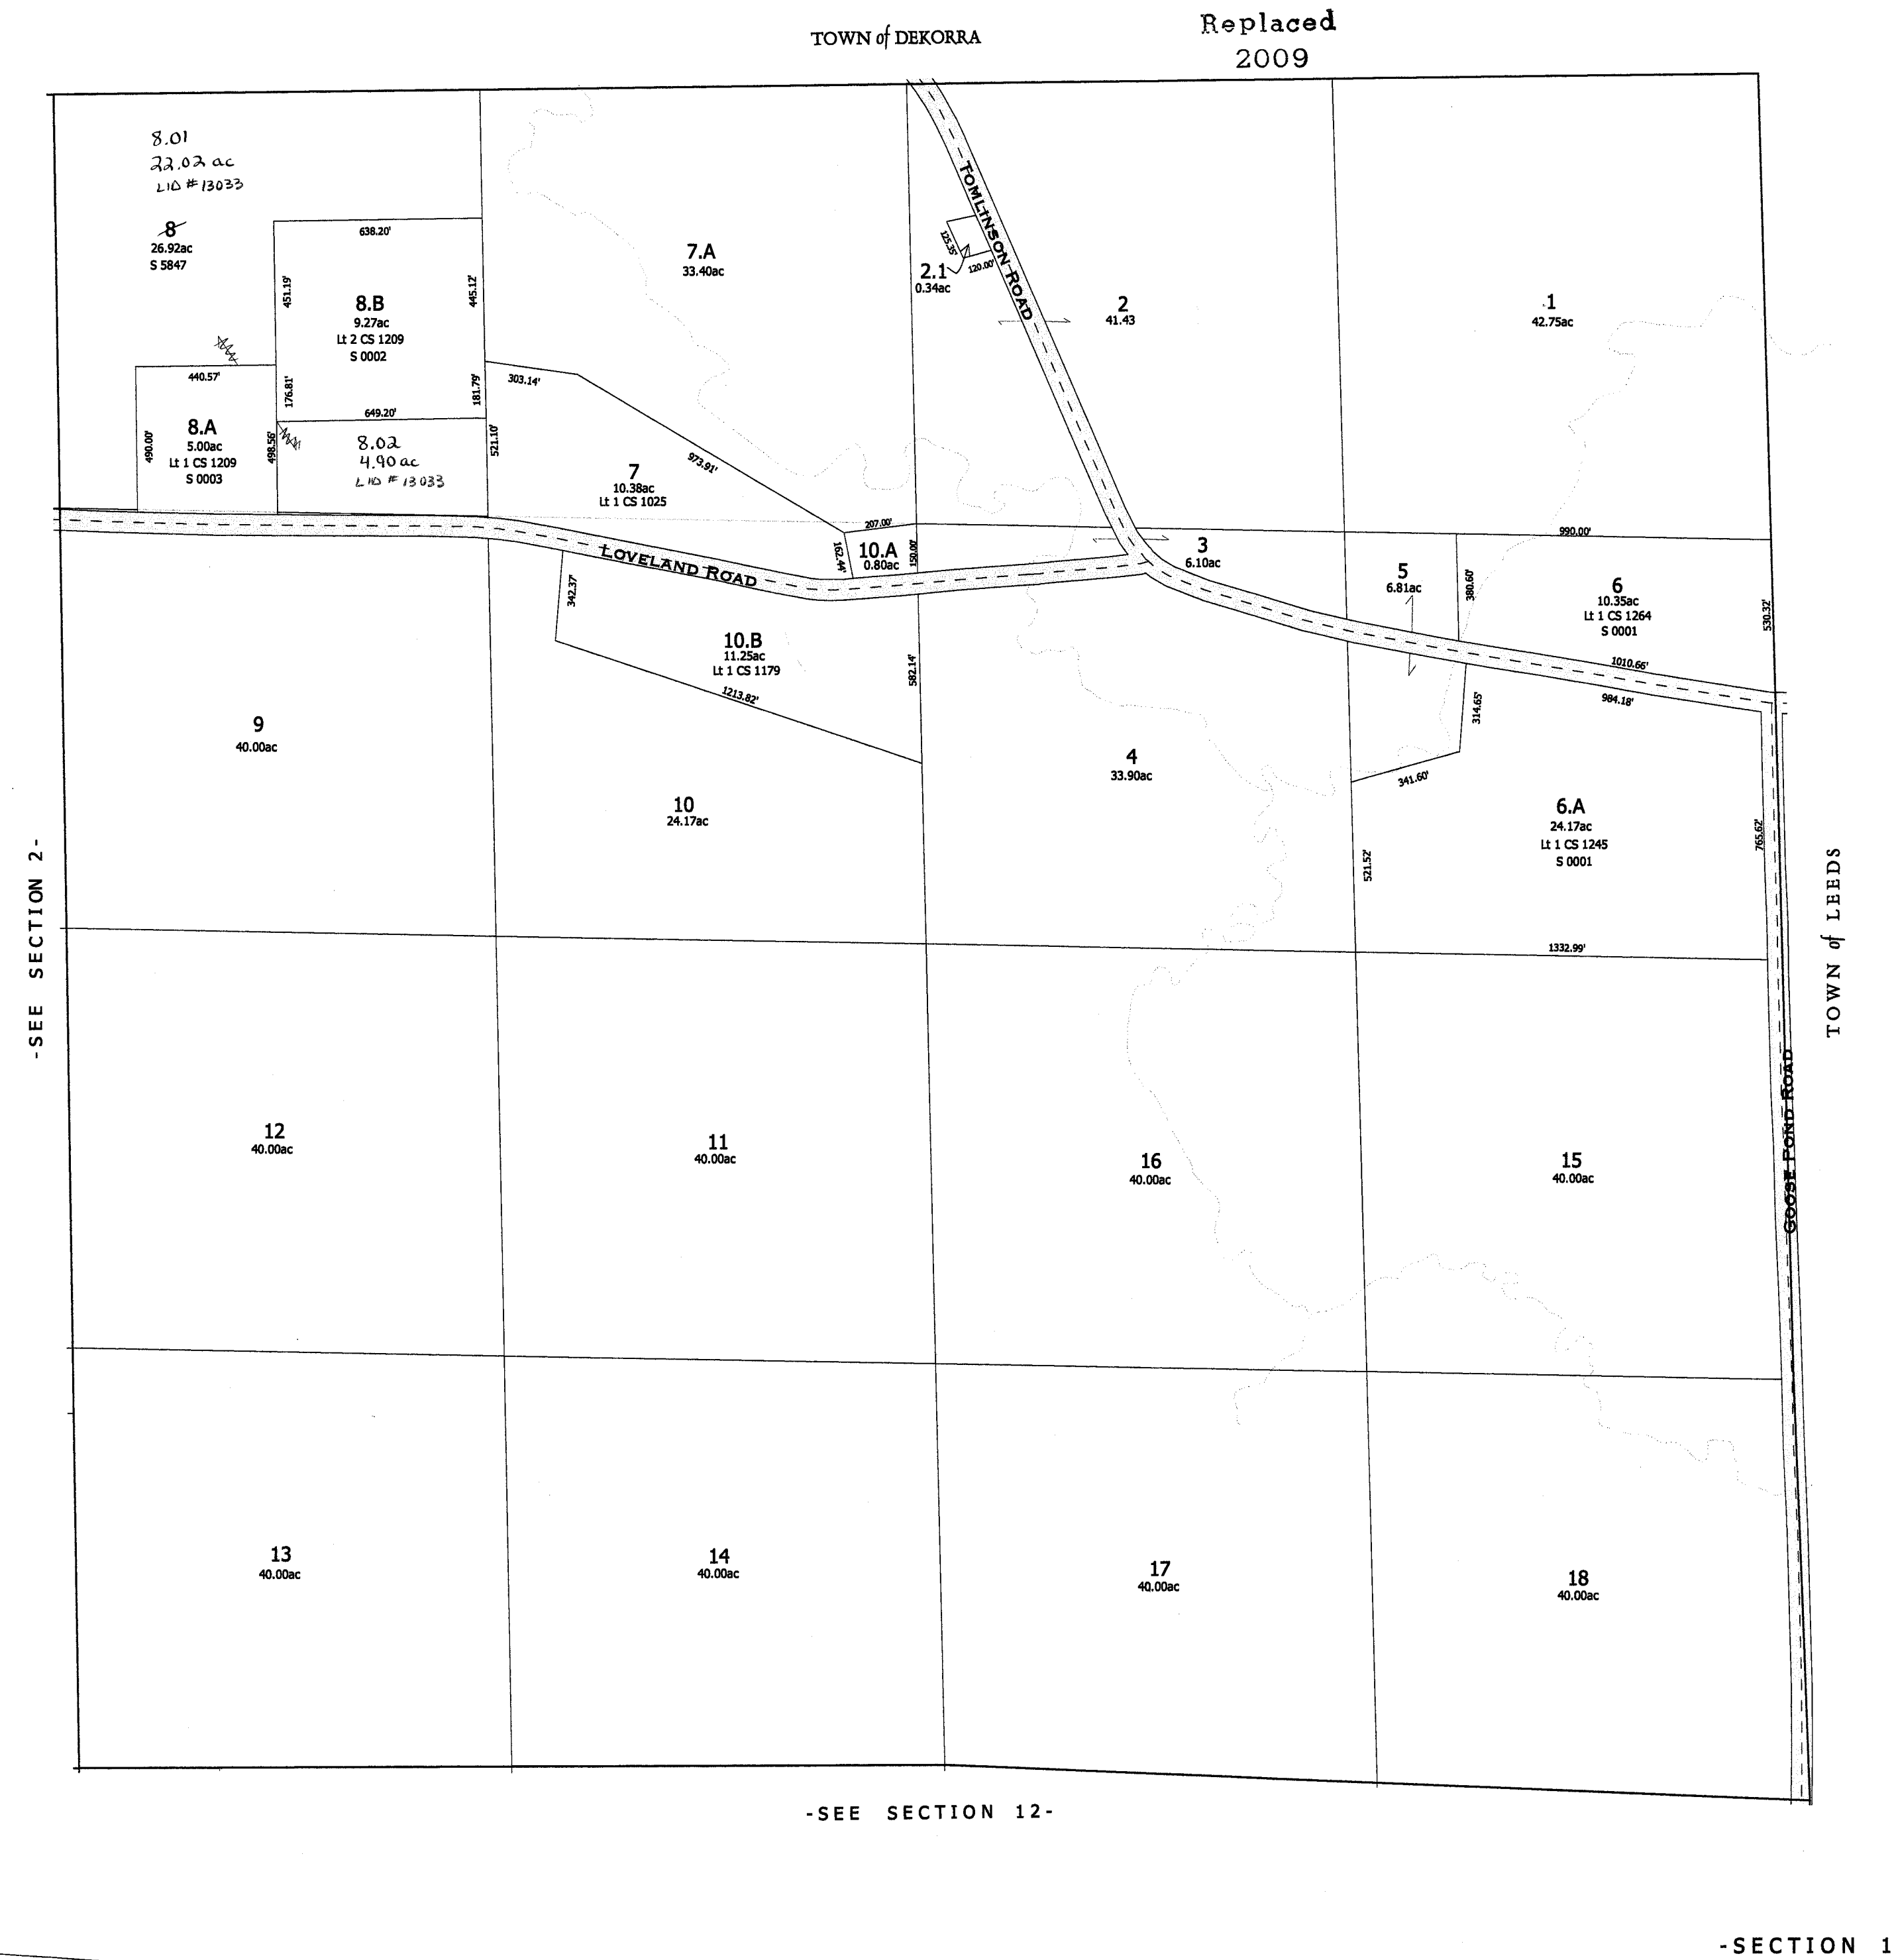 TOWN of DEKORRA
Replaced
2009
8.01
22.02 ac
LID #13033
8
26.92ac
S 5847
638.20'
451.19'
445.12'
8.B
9.27ac
Lt 2 CS 1209
S 0002
176.81'
181.79'
649.20'
440.57'
8.A
5.00ac
Lt 1 CS 1209
S 0003
490.00'
498.56'
8.02
4.90 ac
LID #13033
521.10'
7.A
33.40ac
303.14'
973.91'
7
10.38ac
Lt 1 CS 1025
207.00'
162.44'
10.A
0.80ac
150.00'
TOMLINSON ROAD
125.35'
120.00'
2.1
0.34ac
2
41.43
1
42.75ac
3
6.10ac
5
6.81ac
380.60'
990.00'
6
10.35ac
Lt 1 CS 1264
S 0001
530.32'
1010.66'
984.18'
LOVELAND ROAD
342.37'
10.B
11.25ac
Lt 1 CS 1179
1213.82'
582.14'
9
40.00ac
10
24.17ac
4
33.90ac
314.65'
341.60'
521.52'
6.A
24.17ac
Lt 1 CS 1245
S 0001
765.62'
1332.99'
-SEE SECTION 2-
TOWN of LEEDS
GOOSE POND ROAD
12
40.00ac
11
40.00ac
16
40.00ac
15
40.00ac
13
40.00ac
14
40.00ac
17
40.00ac
18
40.00ac
-SEE SECTION 12-
-SECTION 1